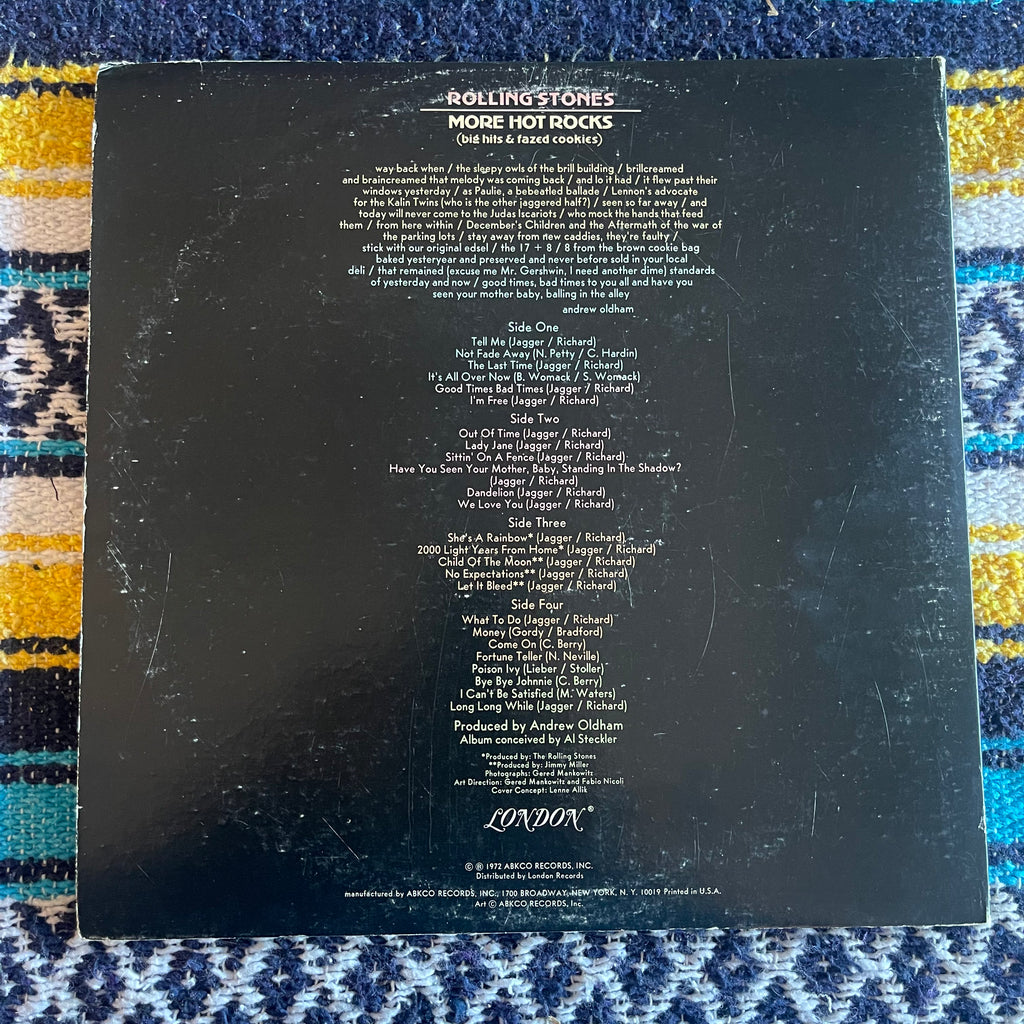 ROLLING STONES
MORE HOT ROCKS
(big hits & fazed cookies)
way back when / the sleepy owls of the brill building / brillcreamed
and braincreamed that melody was coming back / and lo it had / it flew past their
windows yesterday / as Paulie, a bebeatled ballade / Lennon's advocate
for the Kalin Twins (who is the other jaggered half?) / seen so far away / and
today will never come to the Judas Iscariots / who mock the hands that feed
them / from here within / December's Children and the Aftermath of the war of
the parking lots / stay away from new caddies, they're faulty /
stick with our original edsel / the 17 + 8 / 8 from the brown cookie bag
baked yesteryear and preserved and never before sold in your local
deli / that remained (excuse me Mr. Gershwin, I need another dime) standards
of yesterday and now / good times, bad times to you all and have you
seen your mother baby, balling in the alley
andrew oldham
Side One
Tell Me (Jagger / Richard)
Not Fade Away (N. Petty / C. Hardin)
The Last Time (Jagger / Richard)
It's All Over Now (B. Womack / S. Womack)
Good Times Bad Times (Jagger / Richard)
I'm Free (Jagger / Richard)
Side Two
Out Of Time (Jagger / Richard)
Lady Jane (Jagger / Richard)
Sittin' On A Fence (Jagger / Richard)
Have You Seen Your Mother, Baby, Standing In The Shadow?
(Jagger / Richard)
Dandelion (Jagger / Richard)
We Love You (Jagger / Richard)
Side Three
She's A Rainbow* (Jagger / Richard)
2000 Light Years From Home* (Jagger / Richard)
Child Of The Moon** (Jagger / Richard)
No Expectations** (Jagger / Richard)
Let It Bleed** (Jagger / Richard)
Side Four
What To Do (Jagger / Richard)
Money (Gordy / Bradford)
Come On (C. Berry)
Fortune Teller (N. Neville)
Poison Ivy (Lieber / Stoller)
Bye Bye Johnnie (C. Berry)
I Can't Be Satisfied (M. Waters)
Long Long While (Jagger / Richard)
Produced by Andrew Oldham
Album conceived by Al Steckler
*Produced by: The Rolling Stones
**Produced by: Jimmy Miller
Photographs: Gered Mankowitz
Art Direction: Gered Mankowitz and Fabio Nicoli
Cover Concept: Lenne Allik
LONDON®
© ℗ 1972 ABKCO RECORDS, INC.
Distributed by London Records
manufactured by ABKCO RECORDS, INC., 1700 BROADWAY, NEW YORK, N. Y. 10019 Printed in U.S.A.
Art © ABKCO RECORDS, Inc.